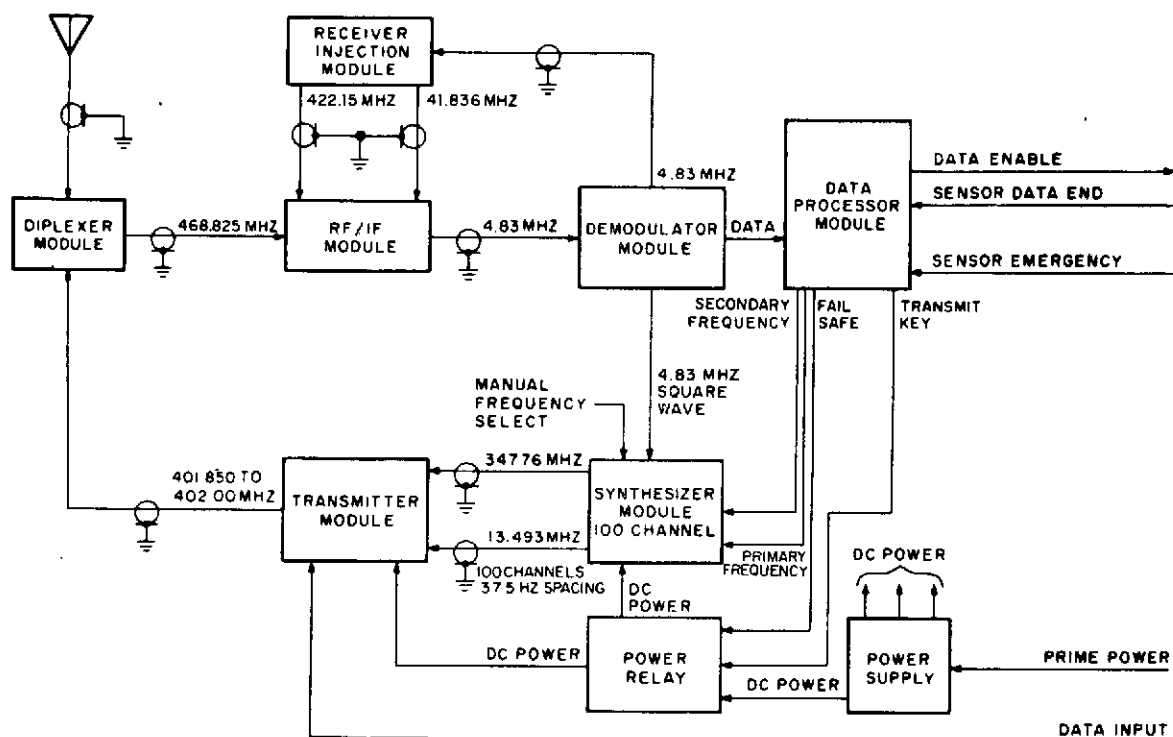 RECEIVER
INJECTION
MODULE
422.15 MHZ
41.836 MHZ
4.83 MHZ
DIPLEXER
MODULE
468.825 MHZ
RF/IF
MODULE
4.83 MHZ
DEMODULATOR
MODULE
DATA
DATA
PROCESSOR
MODULE
DATA ENABLE
SENSOR DATA END
SENSOR EMERGENCY
SECONDARY
FREQUENCY
FAIL
SAFE
TRANSMIT
KEY
4.83 MHZ
SQUARE
WAVE
MANUAL
FREQUENCY
SELECT
401.850 TO
402.00 MHZ
TRANSMITTER
MODULE
34776 MHZ
13.493 MHZ
100 CHANNELS
37.5 HZ SPACING
SYNTHESIZER
MODULE
100 CHANNEL
PRIMARY
FREQUENCY
DC
POWER
DC POWER
POWER
RELAY
DC POWER
DC POWER
POWER
SUPPLY
PRIME POWER
DATA INPUT